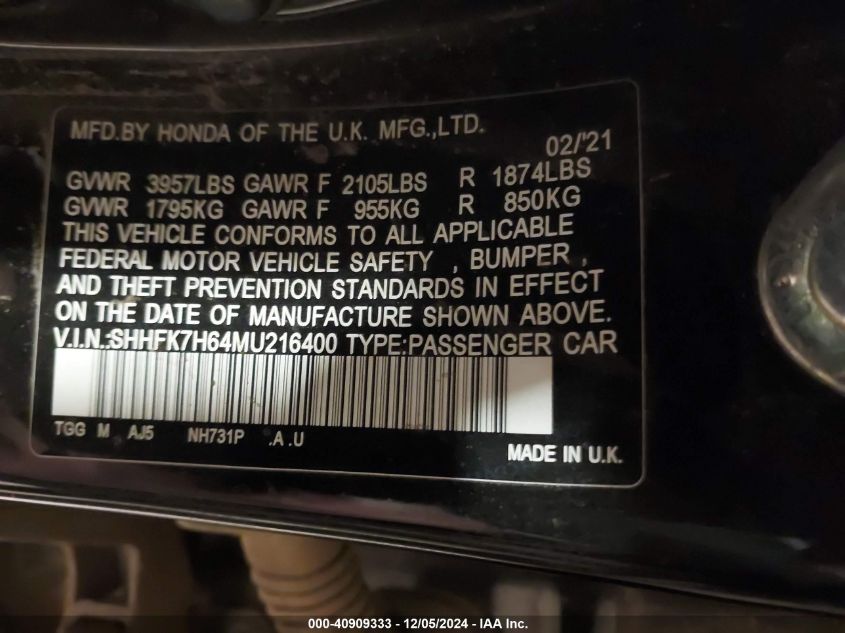 MFD.BY HONDA OF THE U.K. MFG.,LTD.
02/'21
GVWR 3957LBS GAWR F 2105LBS R 1874LBS
GVWR 1795KG GAWR F 955KG R 850KG
THIS VEHICLE CONFORMS TO ALL APPLICABLE
FEDERAL MOTOR VEHICLE SAFETY , BUMPER ,
AND THEFT PREVENTION STANDARDS IN EFFECT
ON THE DATE OF MANUFACTURE SHOWN ABOVE.
V.I.N.:SHHFK7H64MU216400 TYPE:PASSENGER CAR
TGG M AJ5 NH731P .A .U
MADE IN U.K.
000-40909333 - 12/05/2024 - IAA Inc.